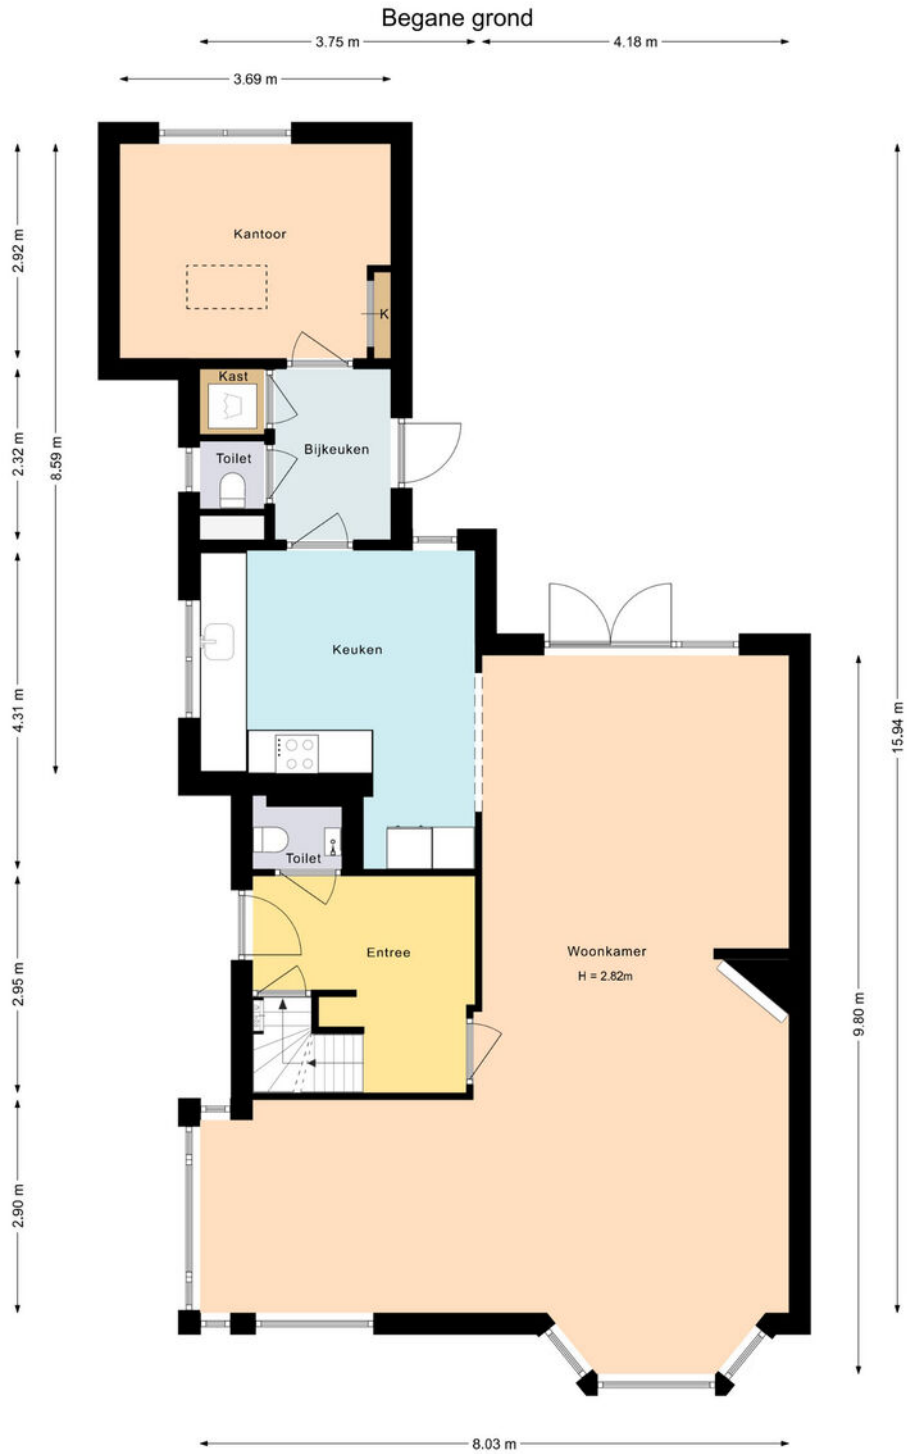 Begane grond
3.75 m
4.18 m
3.69 m
Kantoor
2.92 m
K
Kast
Bijkeuken
Toilet
2.32 m
8.59 m
Keuken
4.31 m
15.94 m
Toilet
Entree
Woonkamer
H = 2.82m
2.95 m
9.80 m
2.90 m
8.03 m